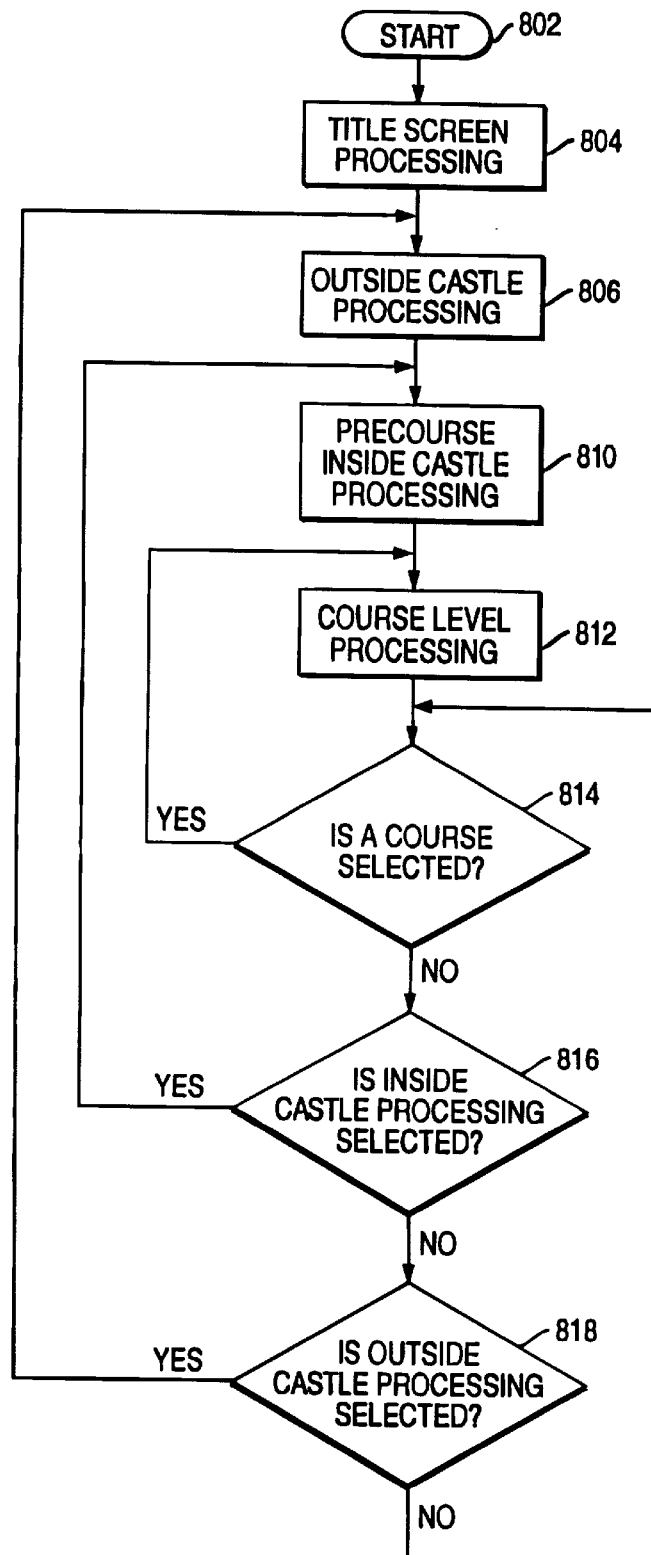 START
802
TITLE SCREEN
PROCESSING
804
OUTSIDE CASTLE
PROCESSING
806
PRECOURSE
INSIDE CASTLE
PROCESSING
810
COURSE LEVEL
PROCESSING
812
814
YES
IS A COURSE
SELECTED?
NO
816
YES
IS INSIDE
CASTLE PROCESSING
SELECTED?
NO
818
YES
IS OUTSIDE
CASTLE PROCESSING
SELECTED?
NO